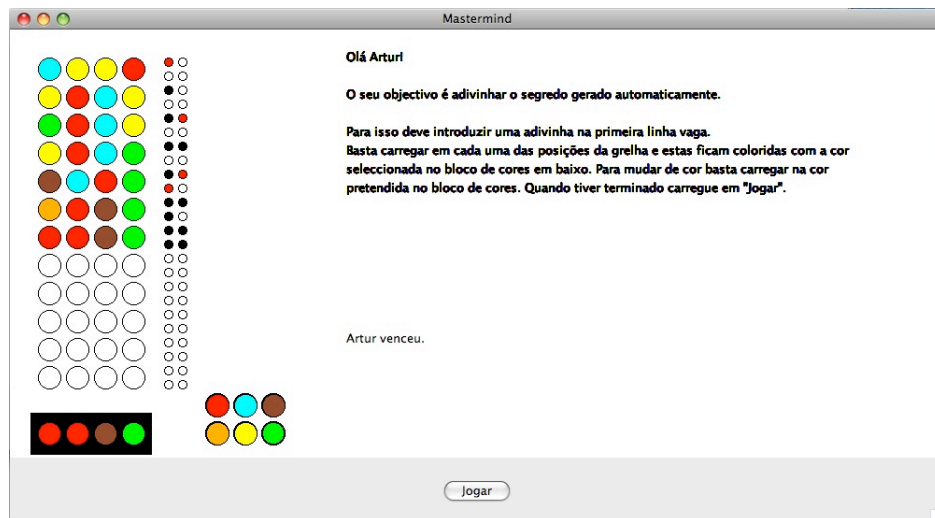 Mastermind
Olá Artur!
O seu objectivo é adivinhar o segredo gerado automaticamente.
Para isso deve introduzir uma adivinha na primeira linha vaga.
Basta carregar em cada uma das posições da grelha e estas ficam coloridas com a cor
seleccionada no bloco de cores em baixo. Para mudar de cor basta carregar na cor
pretendida no bloco de cores. Quando tiver terminado carregue em "Jogar".
Artur venceu.
Jogar